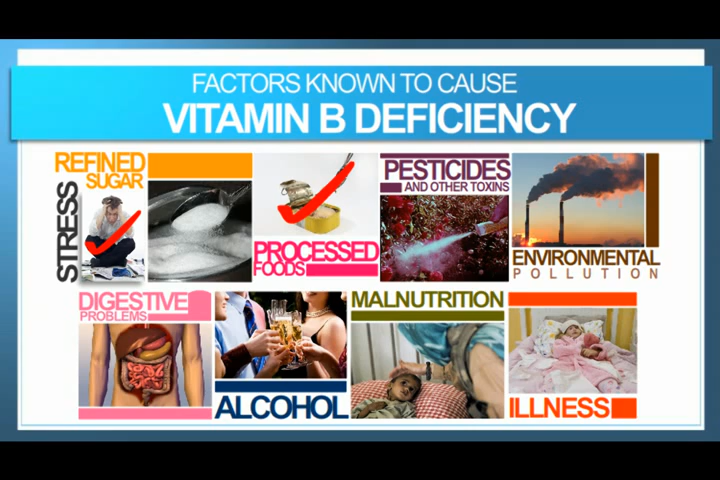 FACTORS KNOWN TO CAUSE
VITAMIN B DEFICIENCY
STRESS
REFINED
SUGAR
PROCESSED
FOODS
PESTICIDES
AND OTHER TOXINS
ENVIRONMENTAL
POLLUTION
DIGESTIVE
PROBLEMS
ALCOHOL
MALNUTRITION
ILLNESS